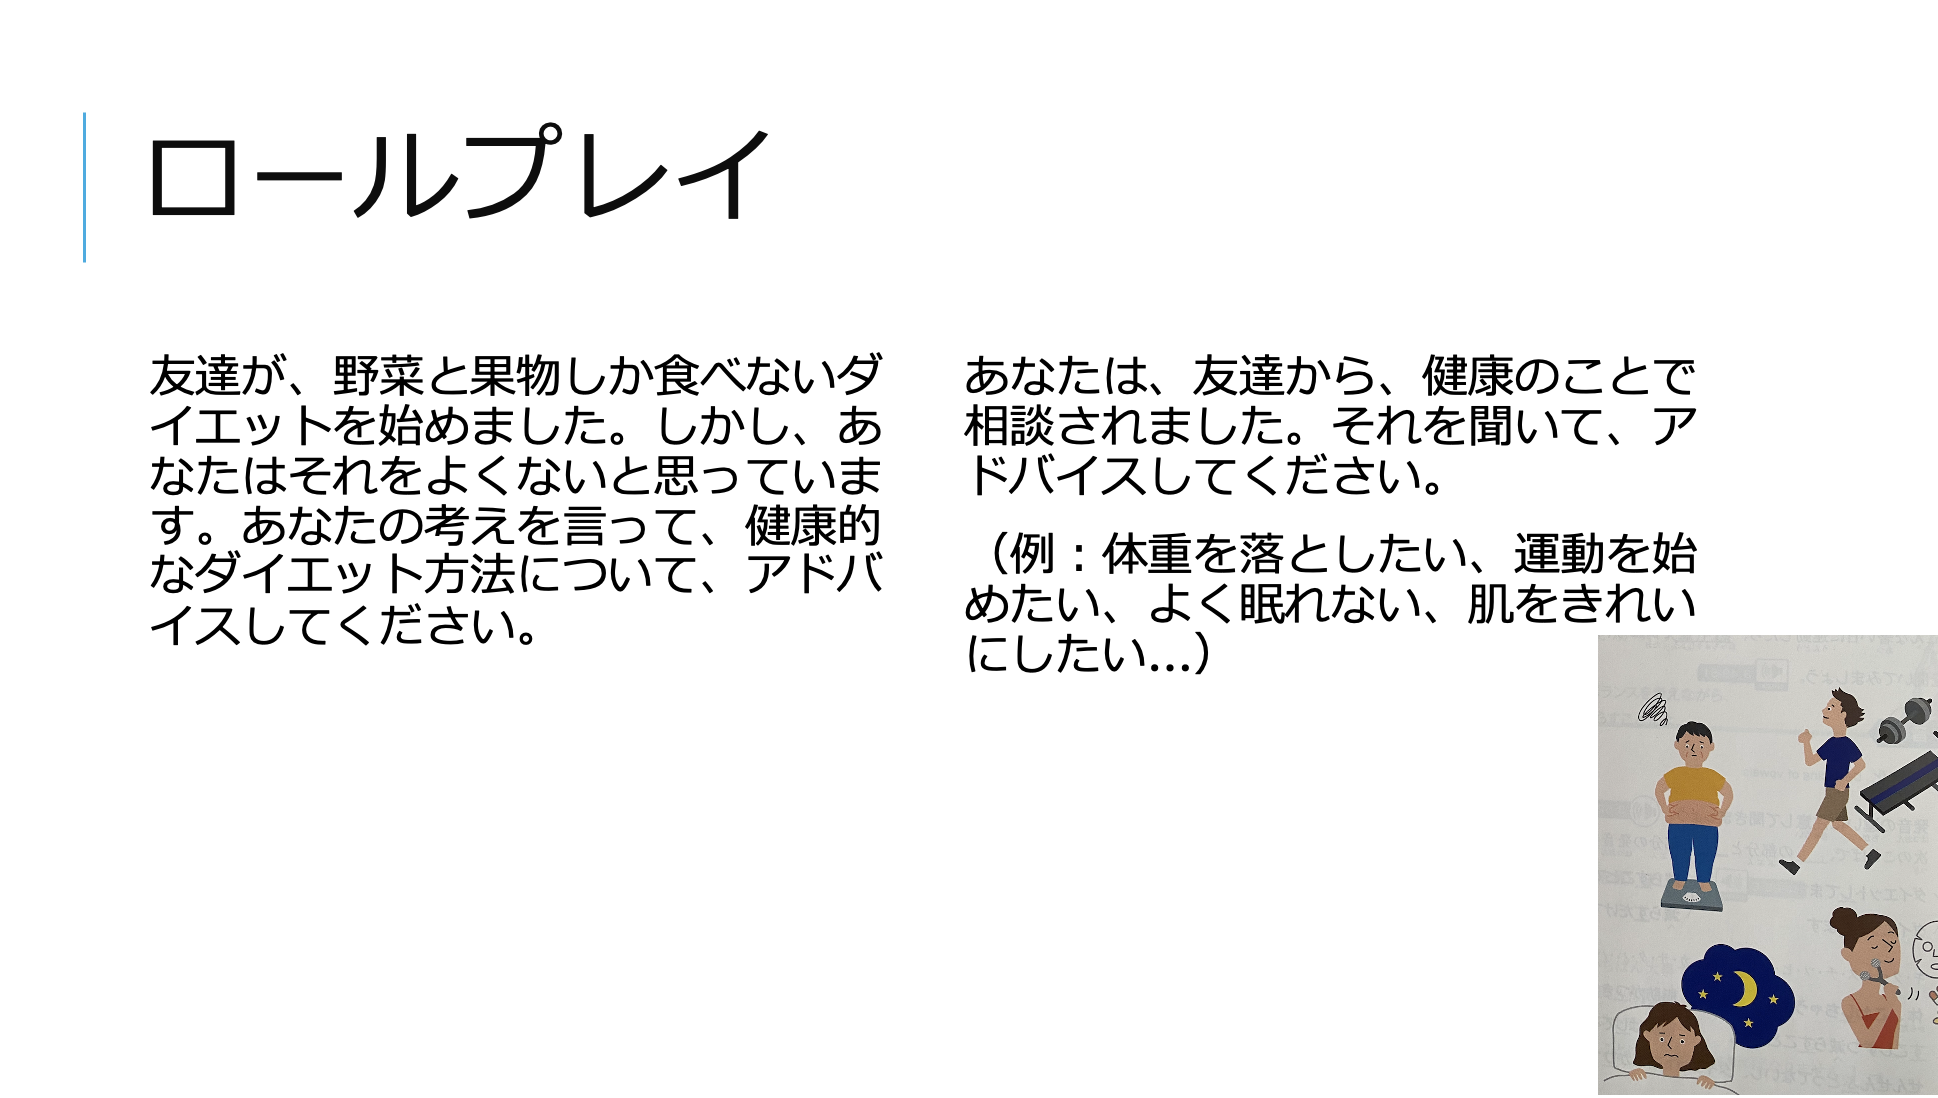 ロールプレイ
友達が、野菜と果物しか食べないダ
イエットを始めました。しかし、あ
なたはそれをよくないと思っていま
す。あなたの考えを言って、健康的
なダイエット方法について、アドバ
イスしてください。
あなたは、友達から、健康のことで
相談されました。それを聞いて、ア
ドバイスしてください。
（例：体重を落としたい、運動を始
めたい、よく眠れない、肌をきれい
にしたい…）